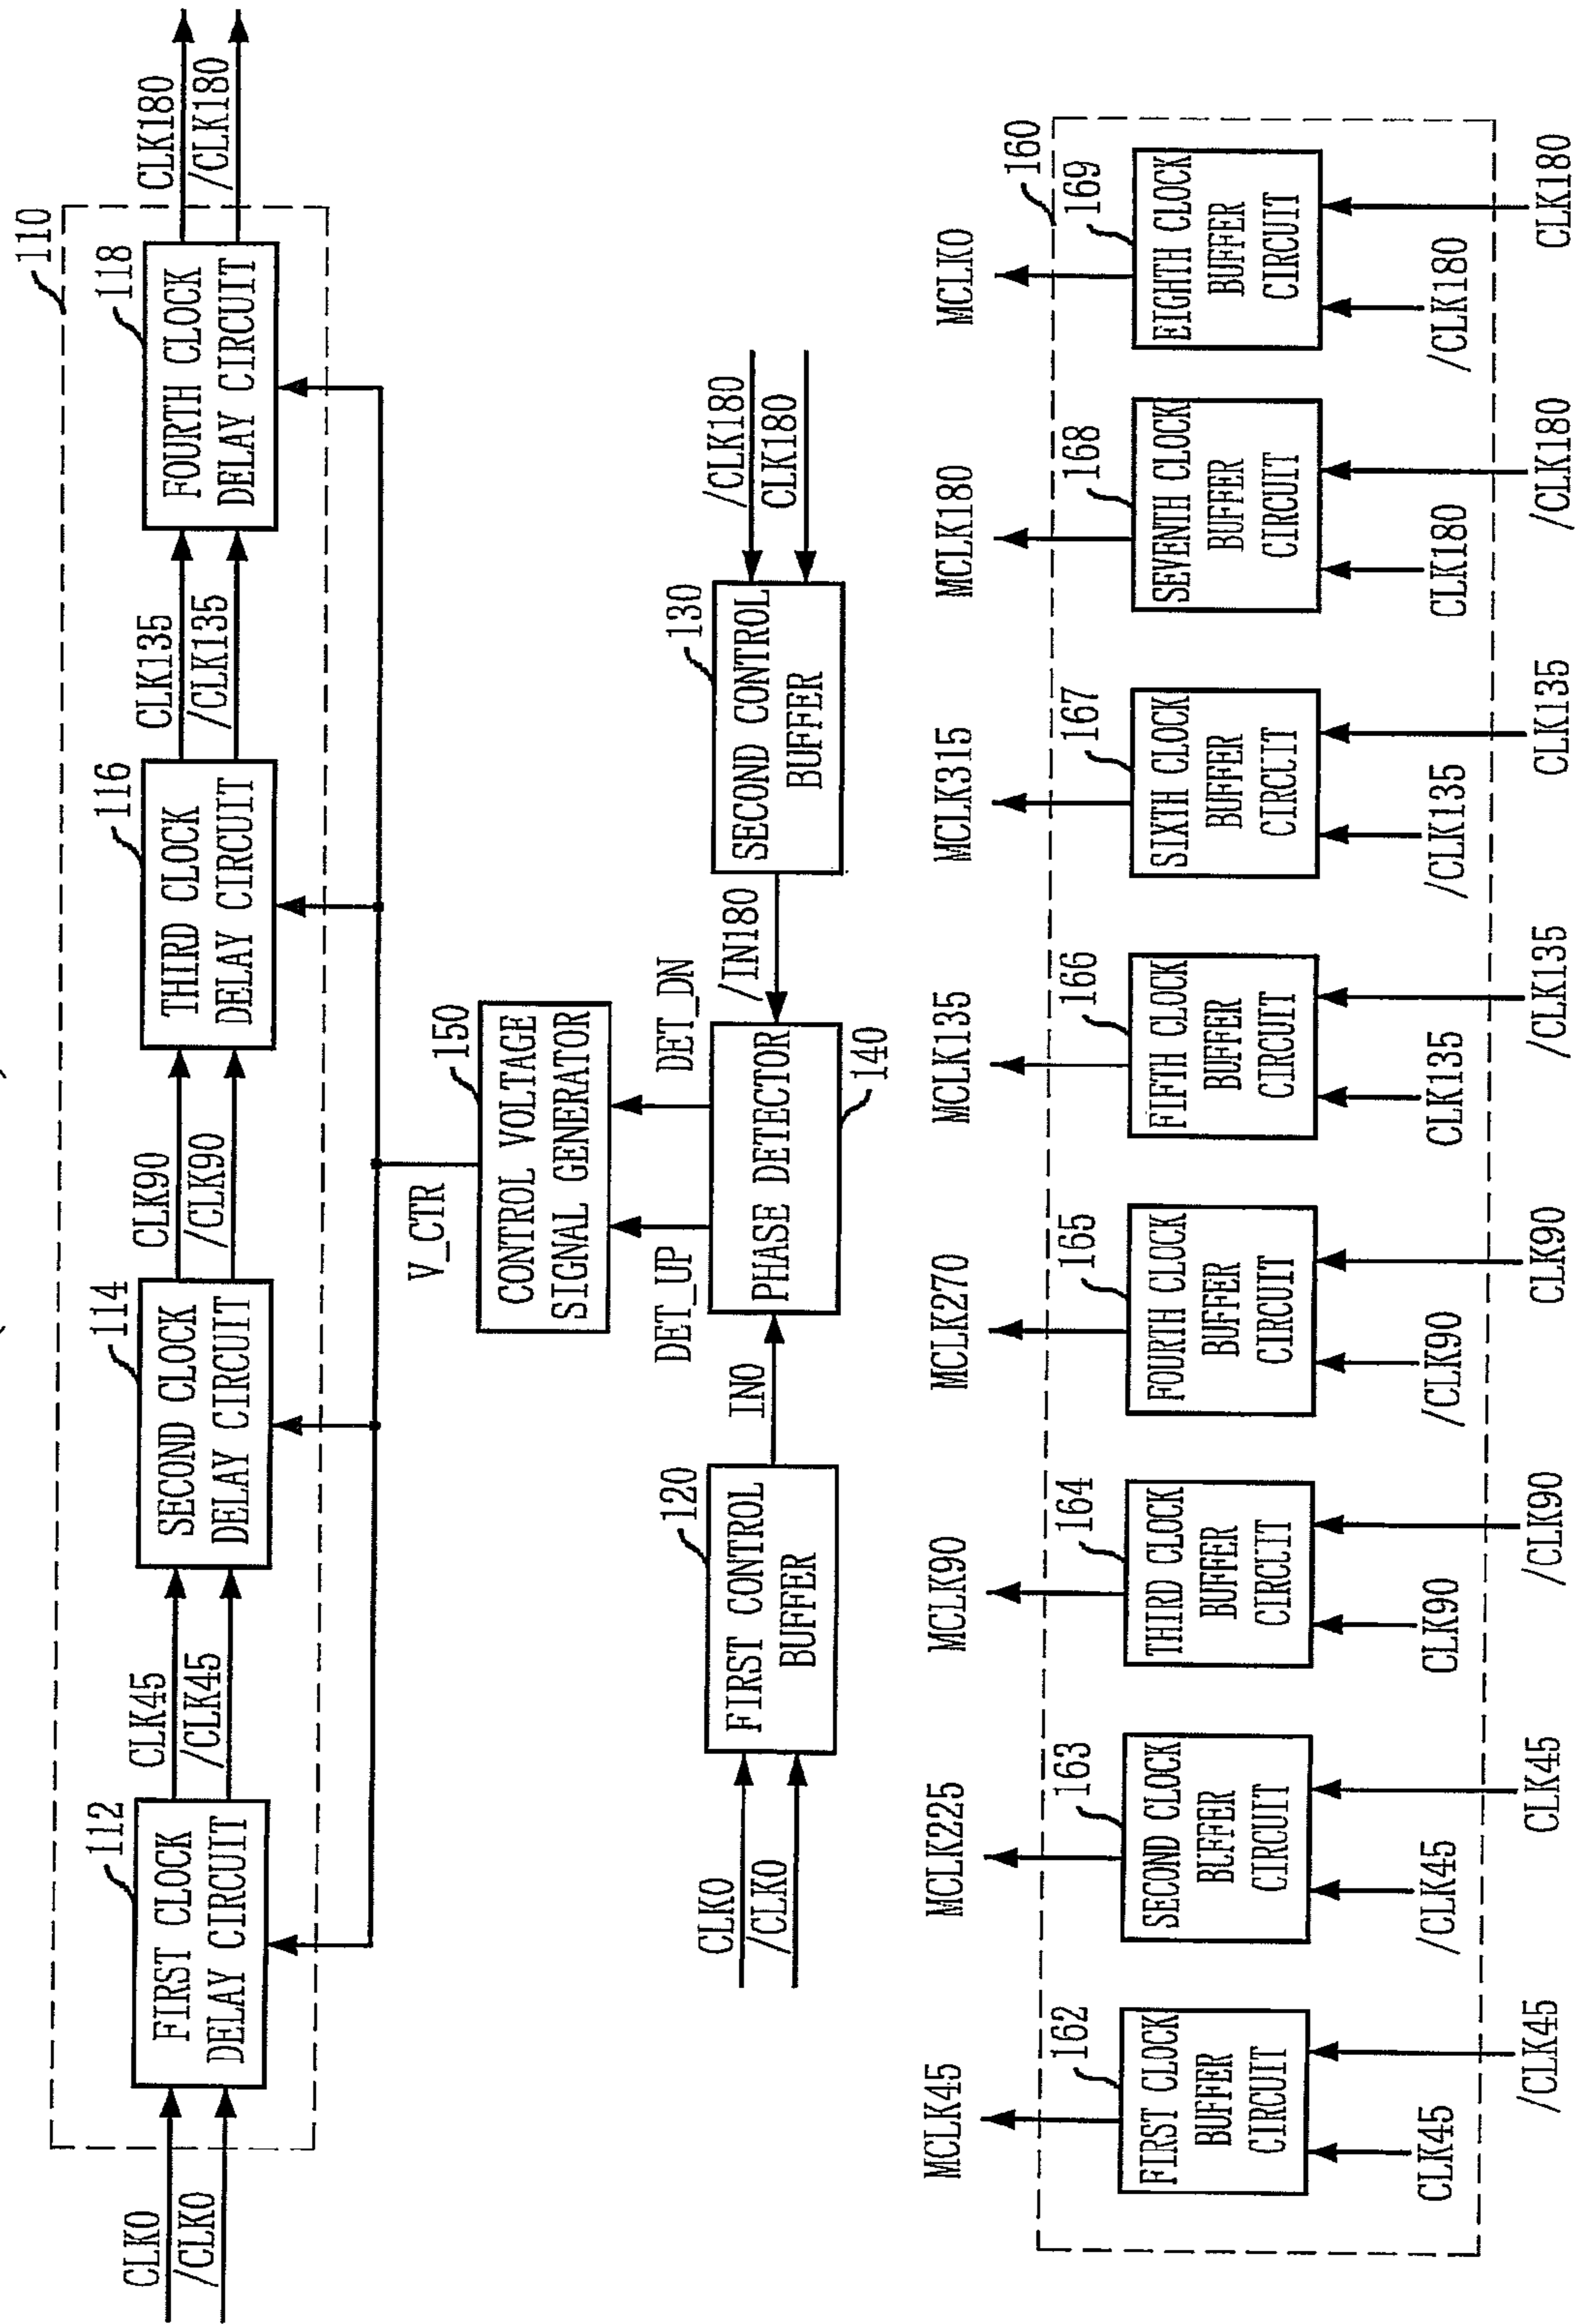 110
CLK0
/CLK0
112
FIRST CLOCK
DELAY CIRCUIT
CLK45
/CLK45
114
SECOND CLOCK
DELAY CIRCUIT
CLK90
/CLK90
116
THIRD CLOCK
DELAY CIRCUIT
CLK135
/CLK135
118
FOURTH CLOCK
DELAY CIRCUIT
CLK180
/CLK180
V_CTR
150
CONTROL VOLTAGE
SIGNAL GENERATOR
DET_UP
DET_DN
CLK0
/CLK0
120
FIRST CONTROL
BUFFER
IN0
PHASE DETECTOR
140
/IN180
130
SECOND CONTROL
BUFFER
/CLK180
CLK180
160
MCLK45
162
FIRST CLOCK
BUFFER
CIRCUIT
CLK45
/CLK45
MCLK225
163
SECOND CLOCK
BUFFER
CIRCUIT
/CLK45
CLK45
MCLK90
164
THIRD CLOCK
BUFFER
CIRCUIT
CLK90
/CLK90
MCLK270
165
FOURTH CLOCK
BUFFER
CIRCUIT
/CLK90
CLK90
MCLK135
166
FIFTH CLOCK
BUFFER
CIRCUIT
CLK135
/CLK135
MCLK315
167
SIXTH CLOCK
BUFFER
CIRCLIT
/CLK135
CLK135
MCLK180
168
SEVENTH CLOCK
BUFFER
CIRCUIT
CLK180
/CLK180
MCLK0
169
EIGHTH CLOCK
BUFFER
CIRCUIT
/CLK180
CLK180